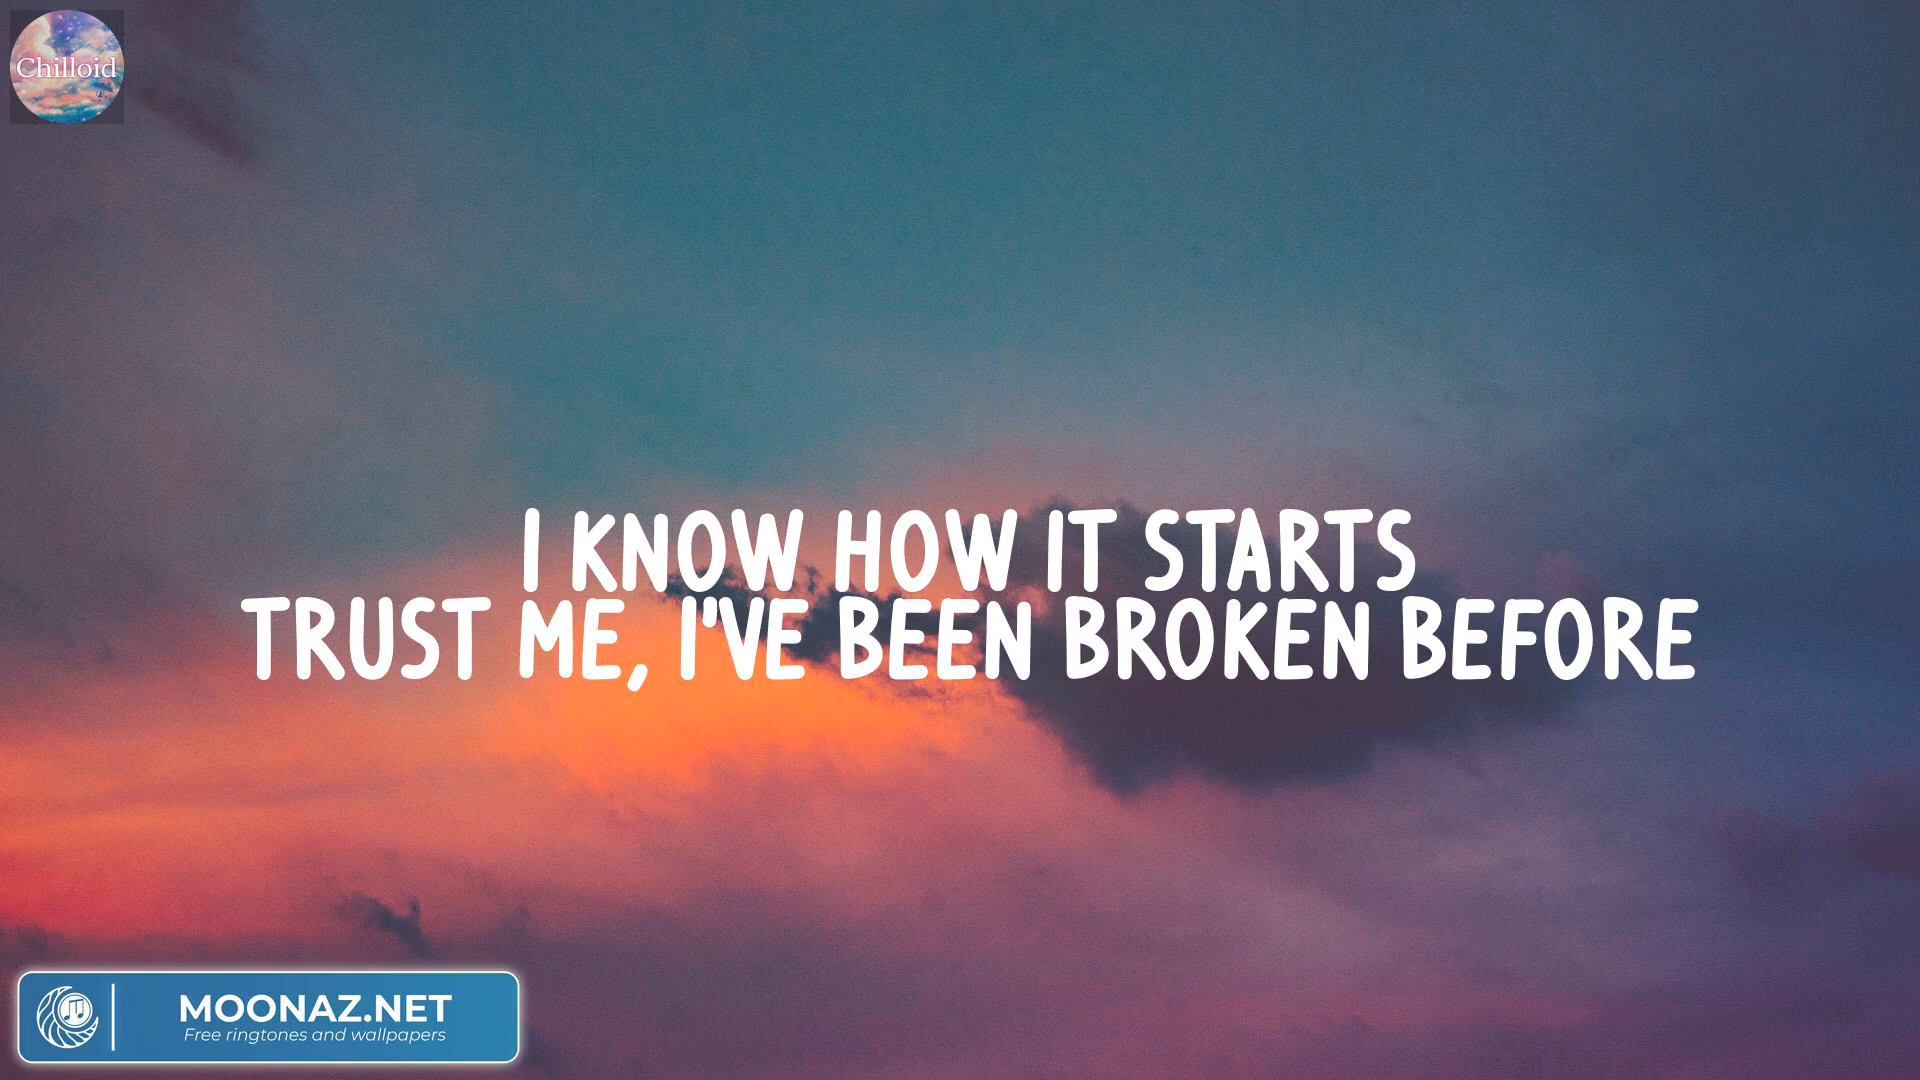 Chilloid
I KNOW HOW IT STARTS
TRUST ME, I"VE BEEN BROKEN BEFORE
MOONAZ.NET
Free ringtones and wallpapers